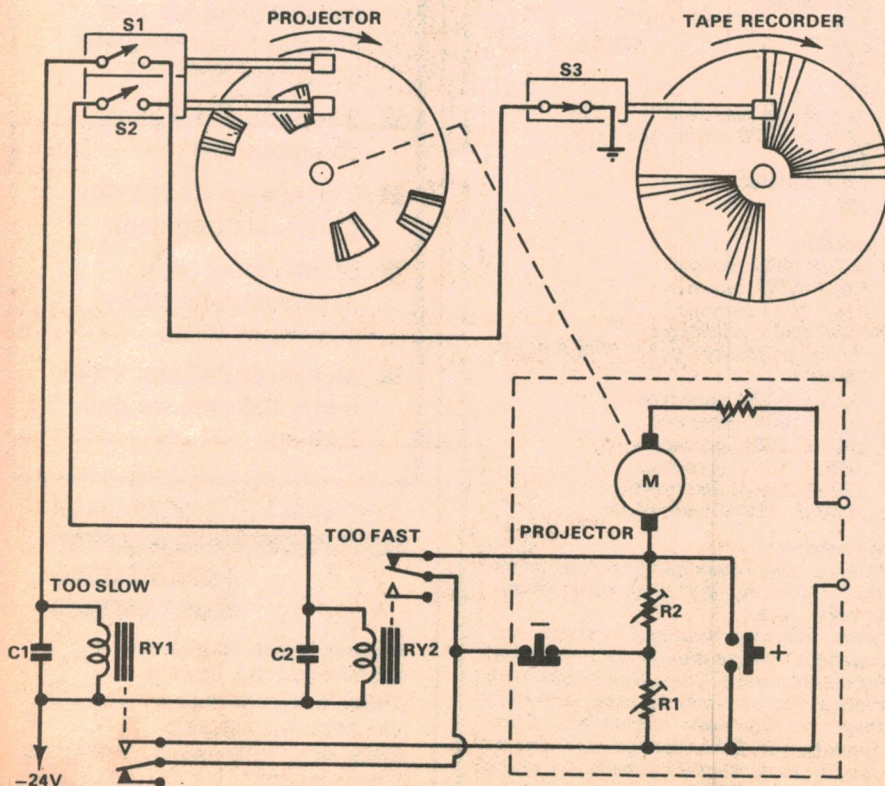 PROJECTOR
TAPE RECORDER
S1
S2
S3
M
PROJECTOR
TOO FAST
TOO SLOW
R2
C1
RY1
C2
RY2
−
+
R1
−24V